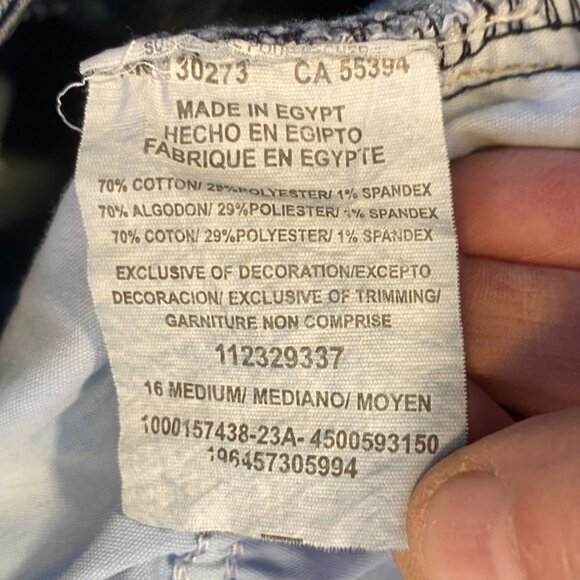 30273 CA 55394
MADE IN EGYPT
HECHO EN EGIPTO
FABRIQUE EN EGYPTE
70% COTTON/ 29%POLYESTER/ 1% SPANDEX
70% ALGODON/ 29%POLIESTER/ 1% SPANDEX
70% COTON/ 29%POLYESTER/ 1% SPANDEX
EXCLUSIVE OF DECORATION/EXCEPTO
DECORACION/ EXCLUSIVE OF TRIMMING/
GARNITURE NON COMPRISE
112329337
16 MEDIUM/ MEDIANO/ MOYEN
1000157438-23A- 4500593150
196457305994